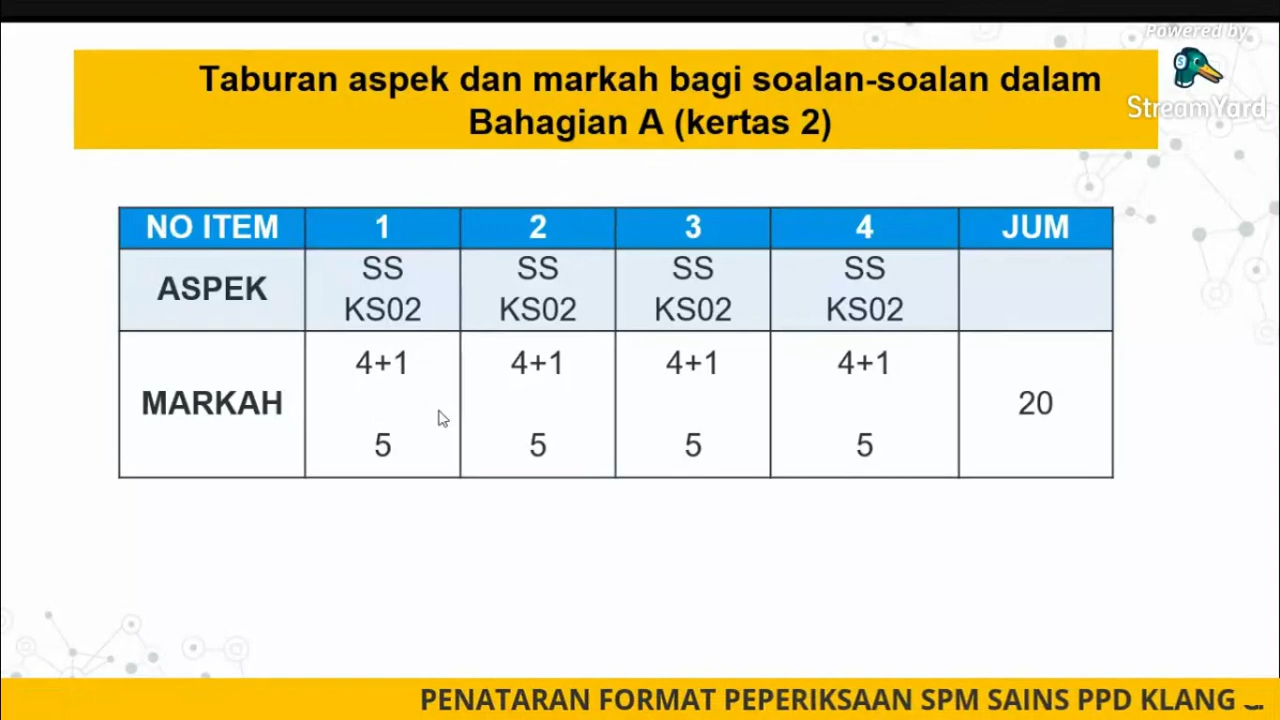 Powered by
StreamYard
Taburan aspek dan markah bagi soalan-soalan dalam
Bahagian A (kertas 2)
NO ITEM 1 2 3 4 JUM
ASPEK SS KS02 SS KS02 SS KS02 SS KS02
MARKAH 4+1 5 4+1 5 4+1 5 4+1 5 20
PENATARAN FORMAT PEPERIKSAAN SPM SAINS PPD KLANG